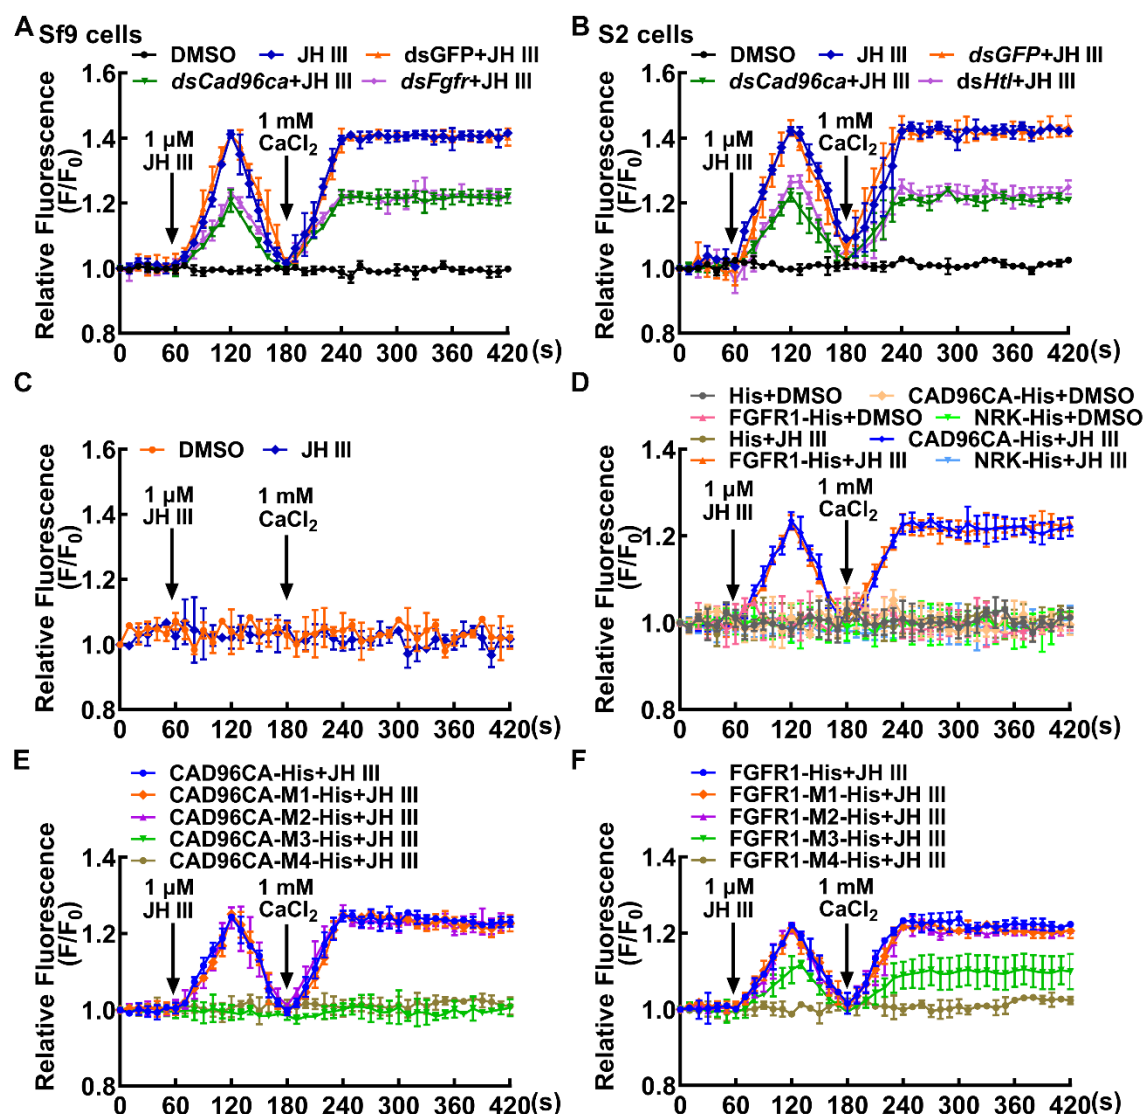 A Sf9 cells
DMSO JH III dsGFP+JH III
dsCad96ca+JH III dsFgfr+JH III
Relative Fluorescence
(F/F0)
1.6
1.4
1.2
1.0
0.8
1 μM
JH III
1 mM
CaCl2
0 60 120 180 240 300 360 420(s)
B S2 cells
DMSO JH III dsGFP+JH III
dsCad96ca+JH III dsHtl+JH III
Relative Fluorescence
(F/F0)
1.6
1.4
1.2
1.0
0.8
1 μM
JH III
1 mM
CaCl2
0 60 120 180 240 300 360 420(s)
C
DMSO JH III
Relative Fluorescence
(F/F0)
1.6
1.4
1.2
1.0
0.8
1 μM
JH III
1 mM
CaCl2
0 60 120 180 240 300 360 420(s)
D
His+DMSO CAD96CA-His+DMSO
FGFR1-His+DMSO NRK-His+DMSO
His+JH III CAD96CA-His+JH III
FGFR1-His+JH III NRK-His+JH III
Relative Fluorescence
(F/F0)
1.4
1.2
1.0
0.8
1 μM
JH III
1 mM
CaCl2
0 60 120 180 240 300 360 420(s)
E
CAD96CA-His+JH III
CAD96CA-M1-His+JH III
CAD96CA-M2-His+JH III
CAD96CA-M3-His+JH III
CAD96CA-M4-His+JH III
Relative Fluorescence
(F/F0)
1.4
1.2
1.0
0.8
1 μM
JH III
1 mM
CaCl2
0 60 120 180 240 300 360 420(s)
F
FGFR1-His+JH III
FGFR1-M1-His+JH III
FGFR1-M2-His+JH III
FGFR1-M3-His+JH III
FGFR1-M4-His+JH III
Relative Fluorescence
(F/F0)
1.4
1.2
1.0
0.8
1 μM
JH III
1 mM
CaCl2
0 60 120 180 240 300 360 420(s)